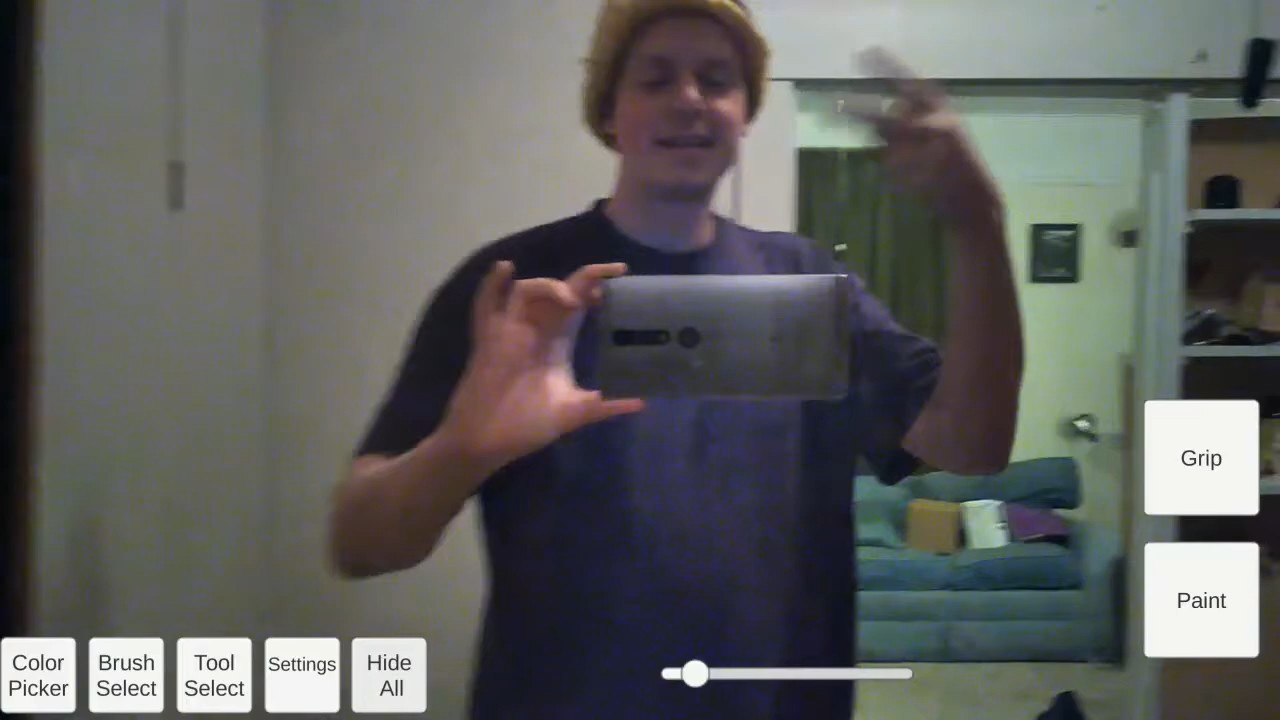 Grip
Paint
Color
Picker
Brush
Select
Tool
Select
Settings
Hide
All